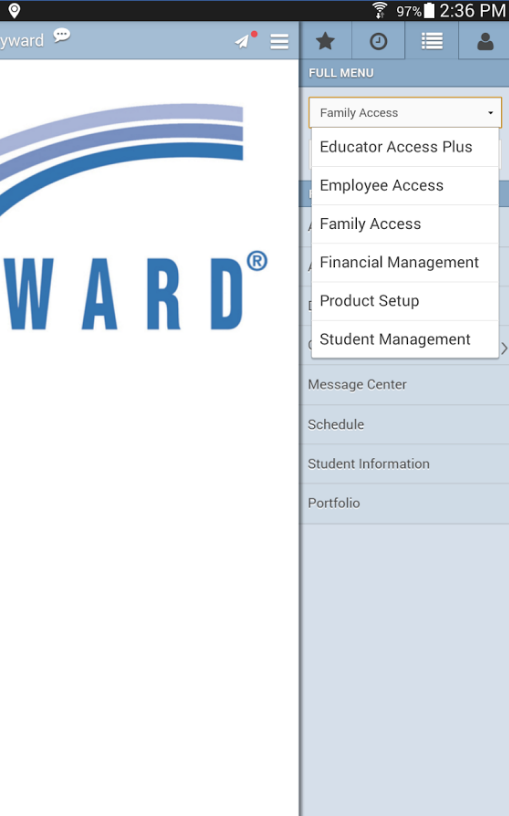 97% 2:36 PM
yward
FULL MENU
Family Access
Educator Access Plus
Employee Access
Family Access
Financial Management
Product Setup
Student Management
WARD®
Message Center
Schedule
Student Information
Portfolio